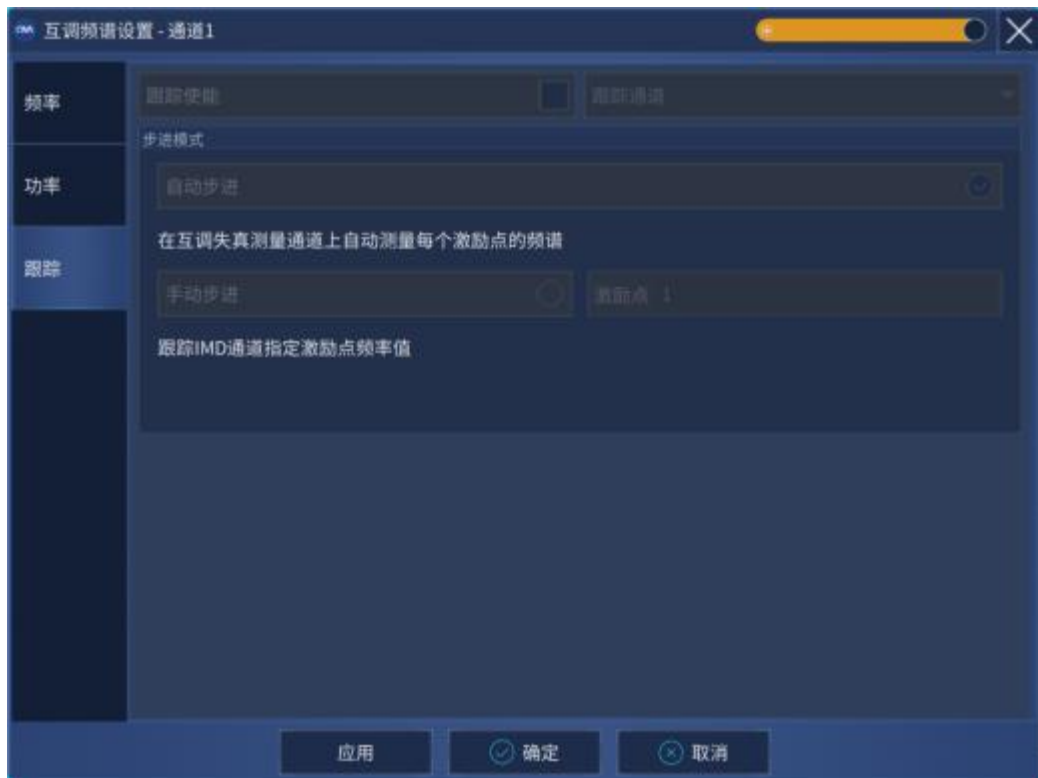 互调频谱设置 - 通道1
频率
跟踪使能 跟踪通道
步进模式
功率
自动步进
在互调失真测量通道上自动测量每个激励点的频谱
跟踪
手动步进 激励点 1
跟踪IMD通道指定激励点频率值
应用 确定 取消